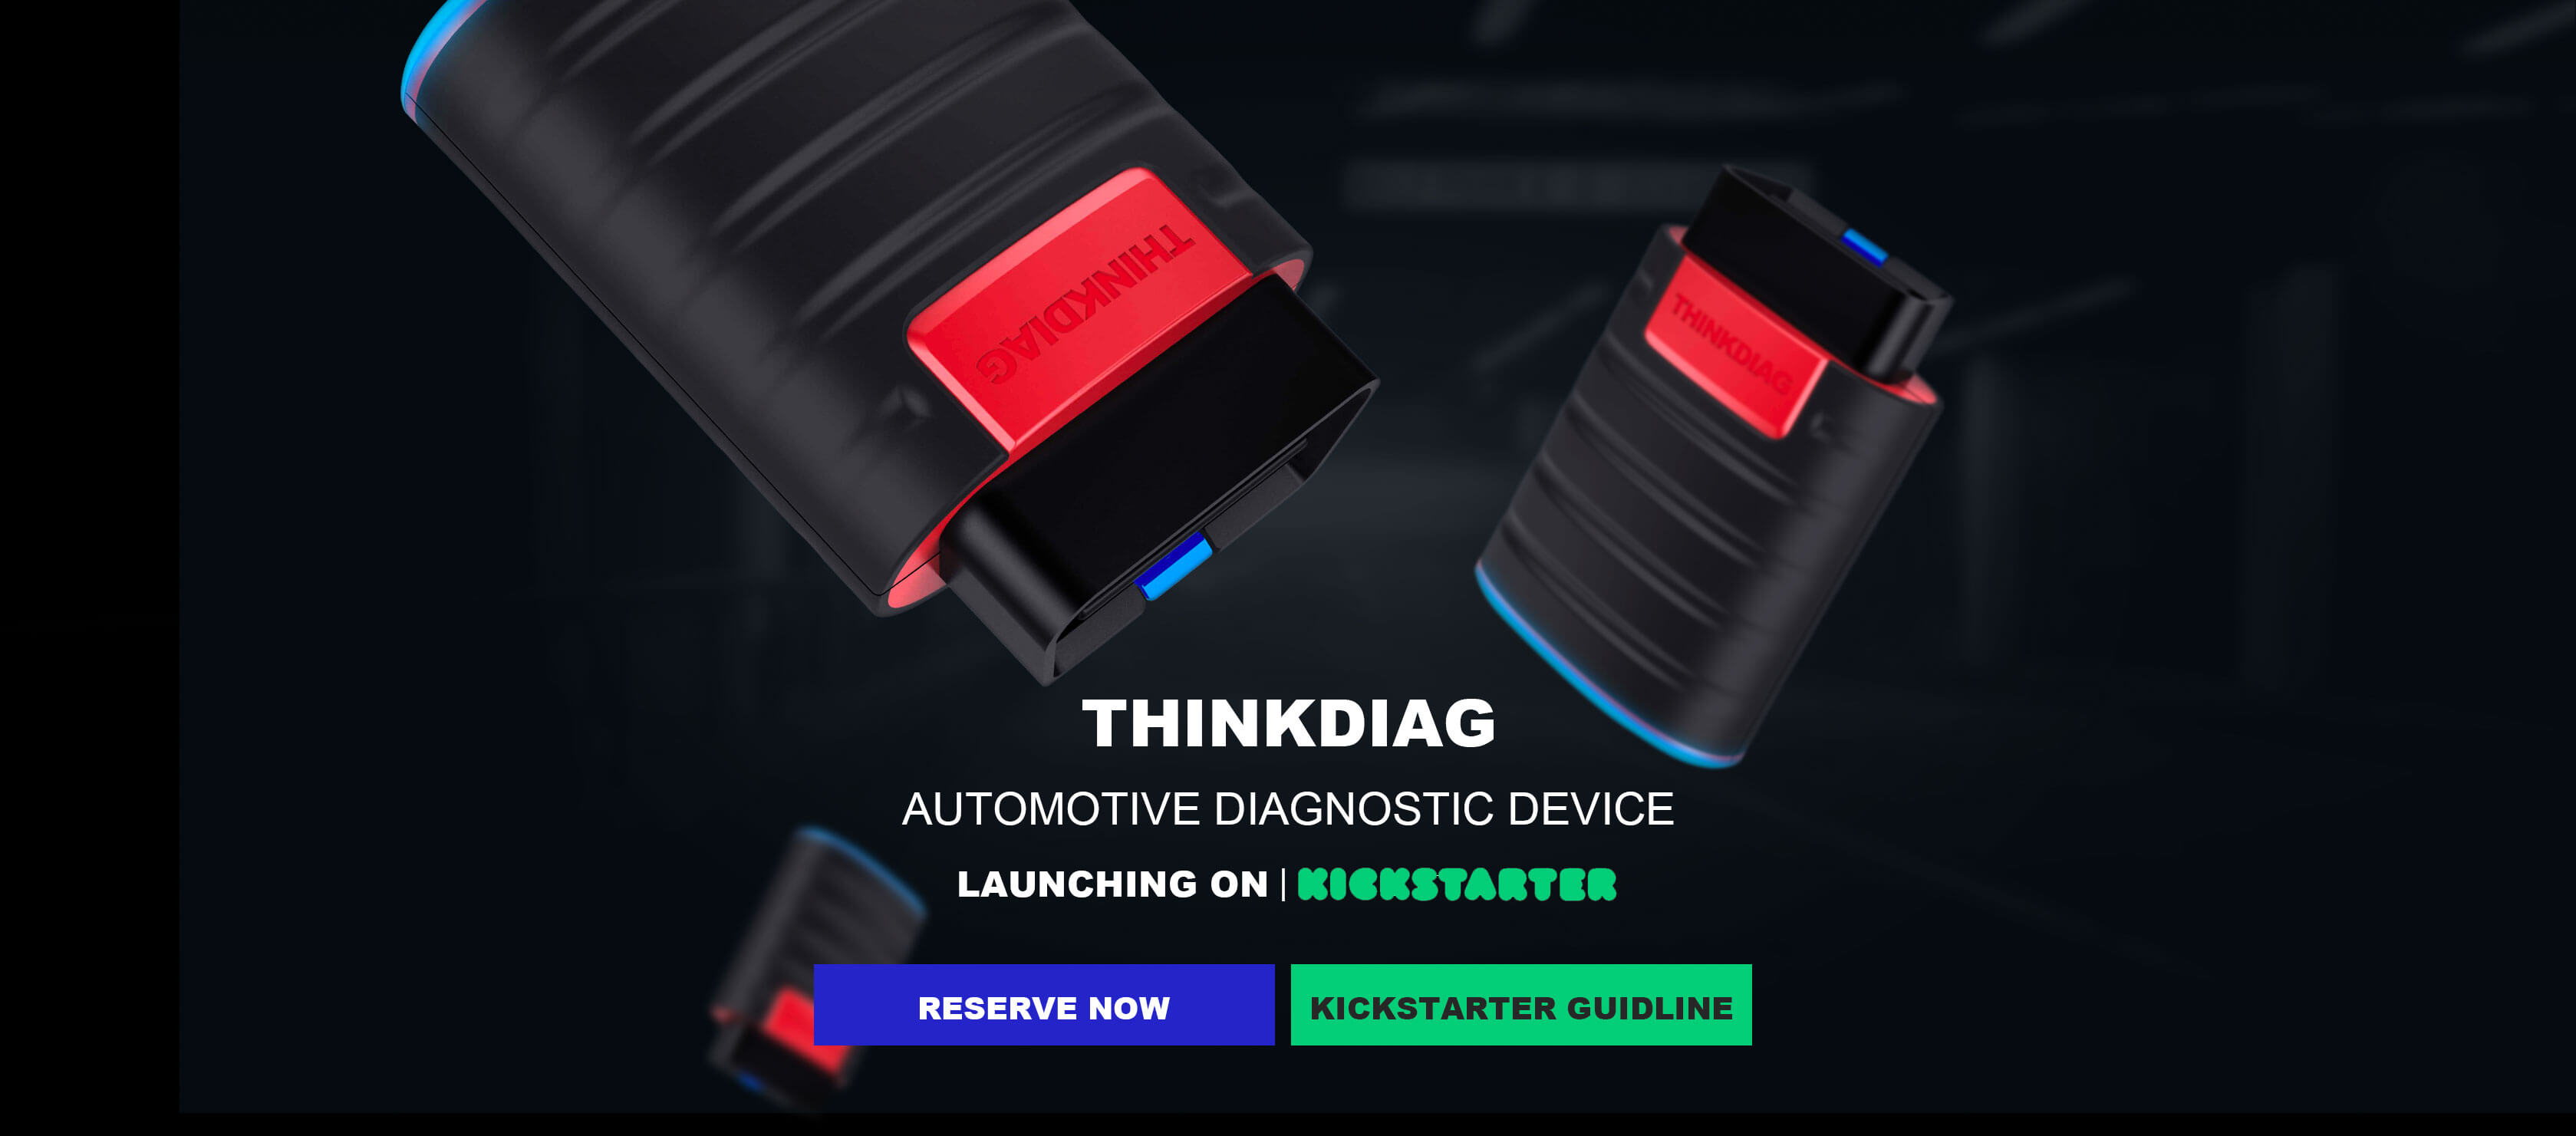 THINKDIAG
THINKDIAG
THINKDIAG
AUTOMOTIVE DIAGNOSTIC DEVICE
LAUNCHING ON | KICKSTARTER
RESERVE NOW
KICKSTARTER GUIDLINE